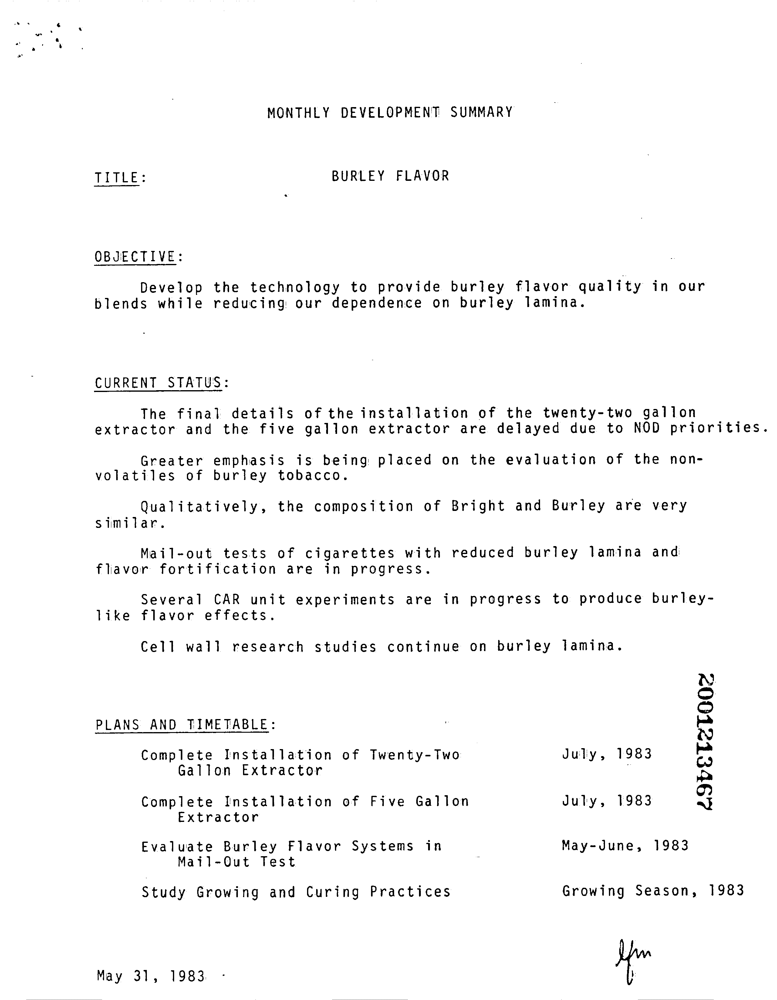 MONTHLY DEVELOPMENT SUMMARY
TITLE: BURLEY FLAVOR
OBJECTIVE:
Develop the technology to provide burley flavor quality in our
blends while reducing our dependence on burley lamina.
CURRENT STATUS:
The final details of the installation of the twenty-two gallon
extractor and the five gallon extractor are delayed due to NOD priorities.
Greater emphasis is being placed on the evaluation of the non-
volatiles of burley tobacco.
Qualitatively, the composition of Bright and Burley are very
similar.
Mail-out tests of cigarettes with reduced burley lamina and
flavor fortification are in progress.
Several CAR unit experiments are in progress to produce burley-
like flavor effects.
Cell wall research studies continue on burley lamina.
PLANS AND TIMETABLE:
Complete Installation of Twenty-Two July, 1983
Gallon Extractor
Complete Installation of Five Gallon July, 1983
Extractor
Evaluate Burley Flavor Systems in May-June, 1983
Mail-Out Test
Study Growing and Curing Practices Growing Season, 1983
May 31, 1983
2001213467